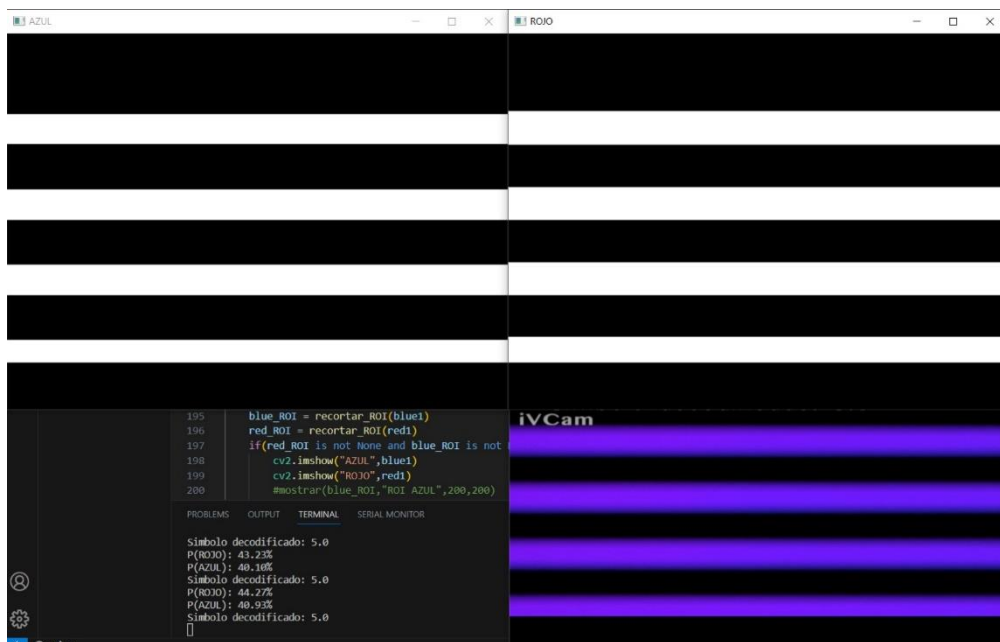 AZUL
ROJO
195 blue_ROI = recortar_ROI(blue1)
196 red_ROI = recortar_ROI(red1)
197 if(red_ROI is not None and blue_ROI is not
198 cv2.imshow("AZUL",blue1)
199 cv2.imshow("ROJO",red1)
200 #mostrar(blue_ROI,"ROI AZUL",200,200)
PROBLEMS OUTPUT TERMINAL SERIAL MONITOR
Simbolo decodificado: 5.0
P(ROJO): 43.23%
P(AZUL): 40.10%
Simbolo decodificado: 5.0
P(ROJO): 44.27%
P(AZUL): 40.93%
Simbolo decodificado: 5.0
iVCam